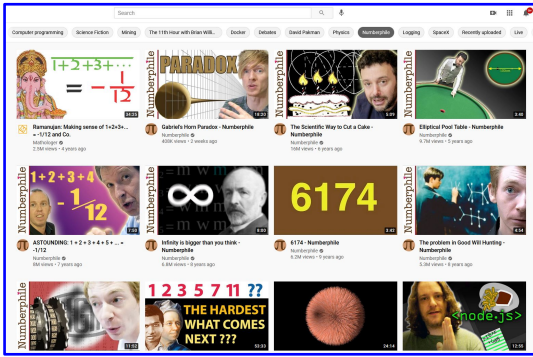 Search
Computer programming
Science Fiction
Mining
The 11th Hour with Brian Willi...
Docker
Debates
David Pakman
Physics
Numberphile
Logging
SpaceX
Recently uploaded
Live
1+2+3+···
= - 1/12
34:25
Numberphile
PARADOX
18:20
Numberphile
5:09
Numberphile
3:45
Ramanujan: Making sense of 1+2+3+...
= -1/12 and Co.
Mathologer
2.5M views • 4 years ago
Gabriel's Horn Paradox - Numberphile
Numberphile
400K views • 2 weeks ago
The Scientific Way to Cut a Cake -
Numberphile
Numberphile
16M views • 6 years ago
Elliptical Pool Table - Numberphile
Numberphile
9.7M views • 5 years ago
Numberphile
1+2+3+4
- 1/12
7:50
Numberphile
8:00
6174
3:42
Numberphile
4:54
ASTOUNDING: 1 + 2 + 3 + 4 + 5 + ... =
-1/12
Numberphile
8M views • 7 years ago
Infinity is bigger than you think -
Numberphile
Numberphile
6.8M views • 8 years ago
6174 - Numberphile
Numberphile
6.2M views • 9 years ago
The problem in Good Will Hunting -
Numberphile
Numberphile
5.3M views • 8 years ago
Numberphile
11:02
1 2 3 5 7 11 ??
THE HARDEST
WHAT COMES
NEXT ???
53:33
24:14
<node.js>
12:55